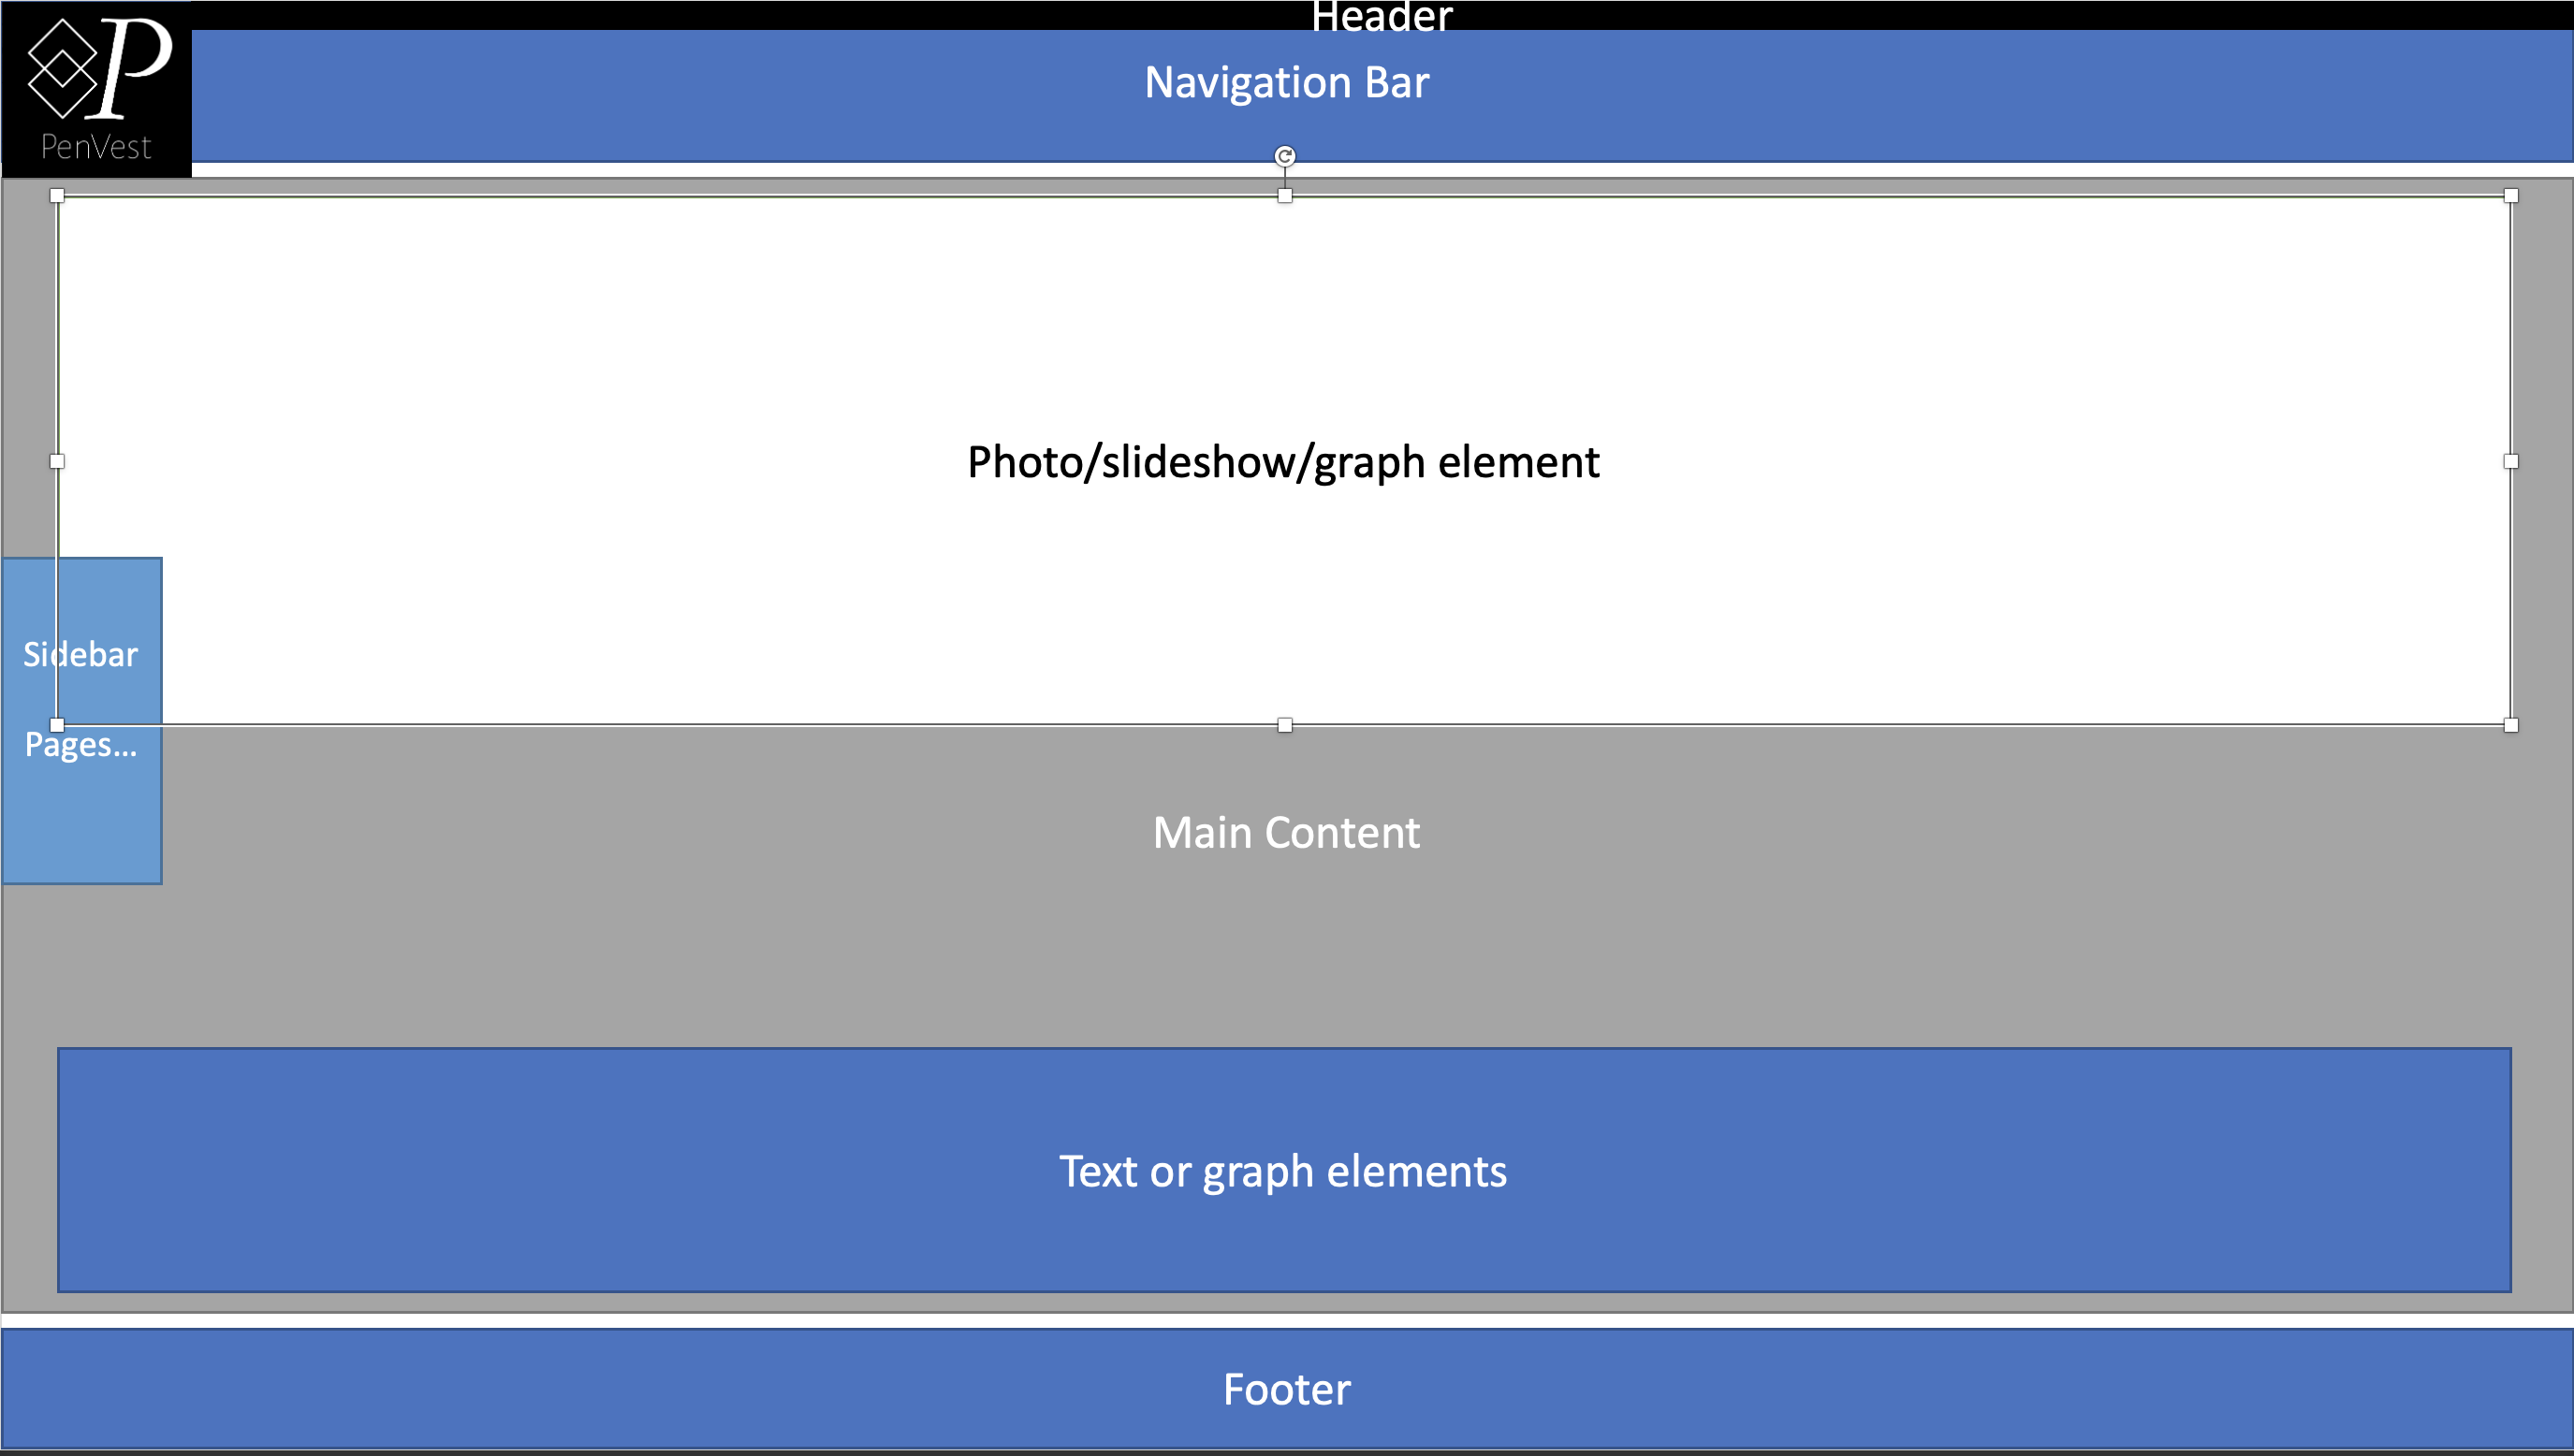 Header
P
PenVest
Navigation Bar
Photo/slideshow/graph element
Sidebar
Pages...
Main Content
Text or graph elements
Footer